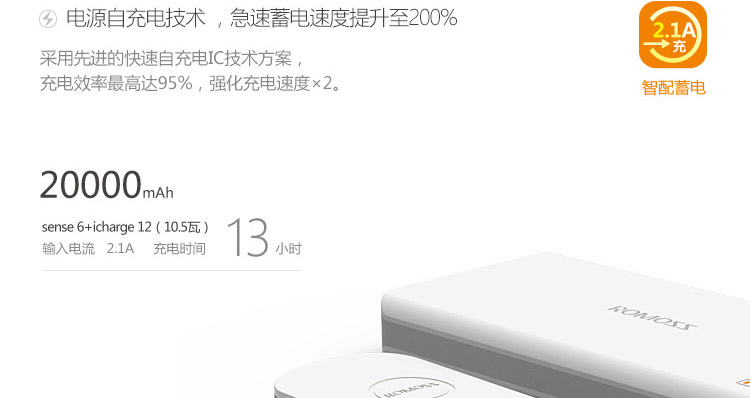 电源自充电技术 ，急速蓄电速度提升至200%
采用先进的快速自充电IC技术方案，
充电效率最高达95%，强化充电速度×2。
2.1A
充
智配蓄电
20000mAh
sense 6+icharge 12（10.5瓦）
输入电流 2.1A 充电时间 13 小时
ROMOSS
ROMOSS